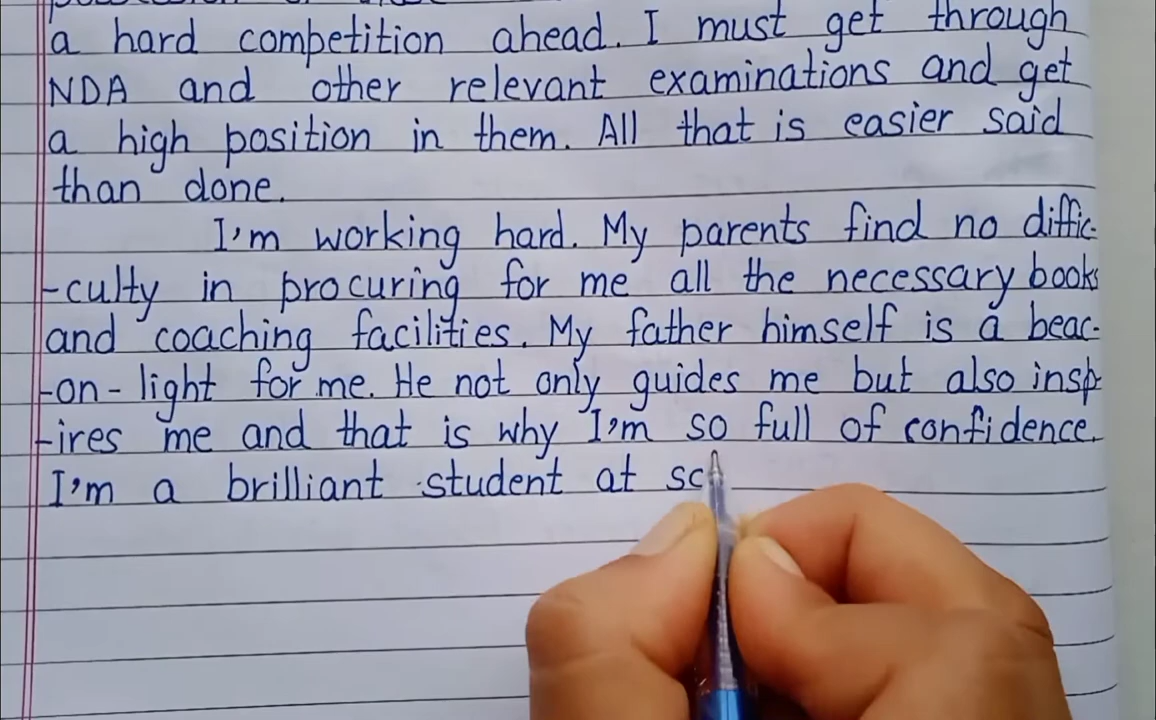 a hard competition ahead. I must get through
NDA and other relevant examinations and get
a high position in them. All that is easier said
than done.
I'm working hard. My parents find no diffic-
-culty in procuring for me all the necessary books
and coaching facilities. My father himself is a beac-
-on-light for me. He not only guides me but also insp-
-ires me and that is why I'm so full of confidence.
I'm a brilliant student at sc